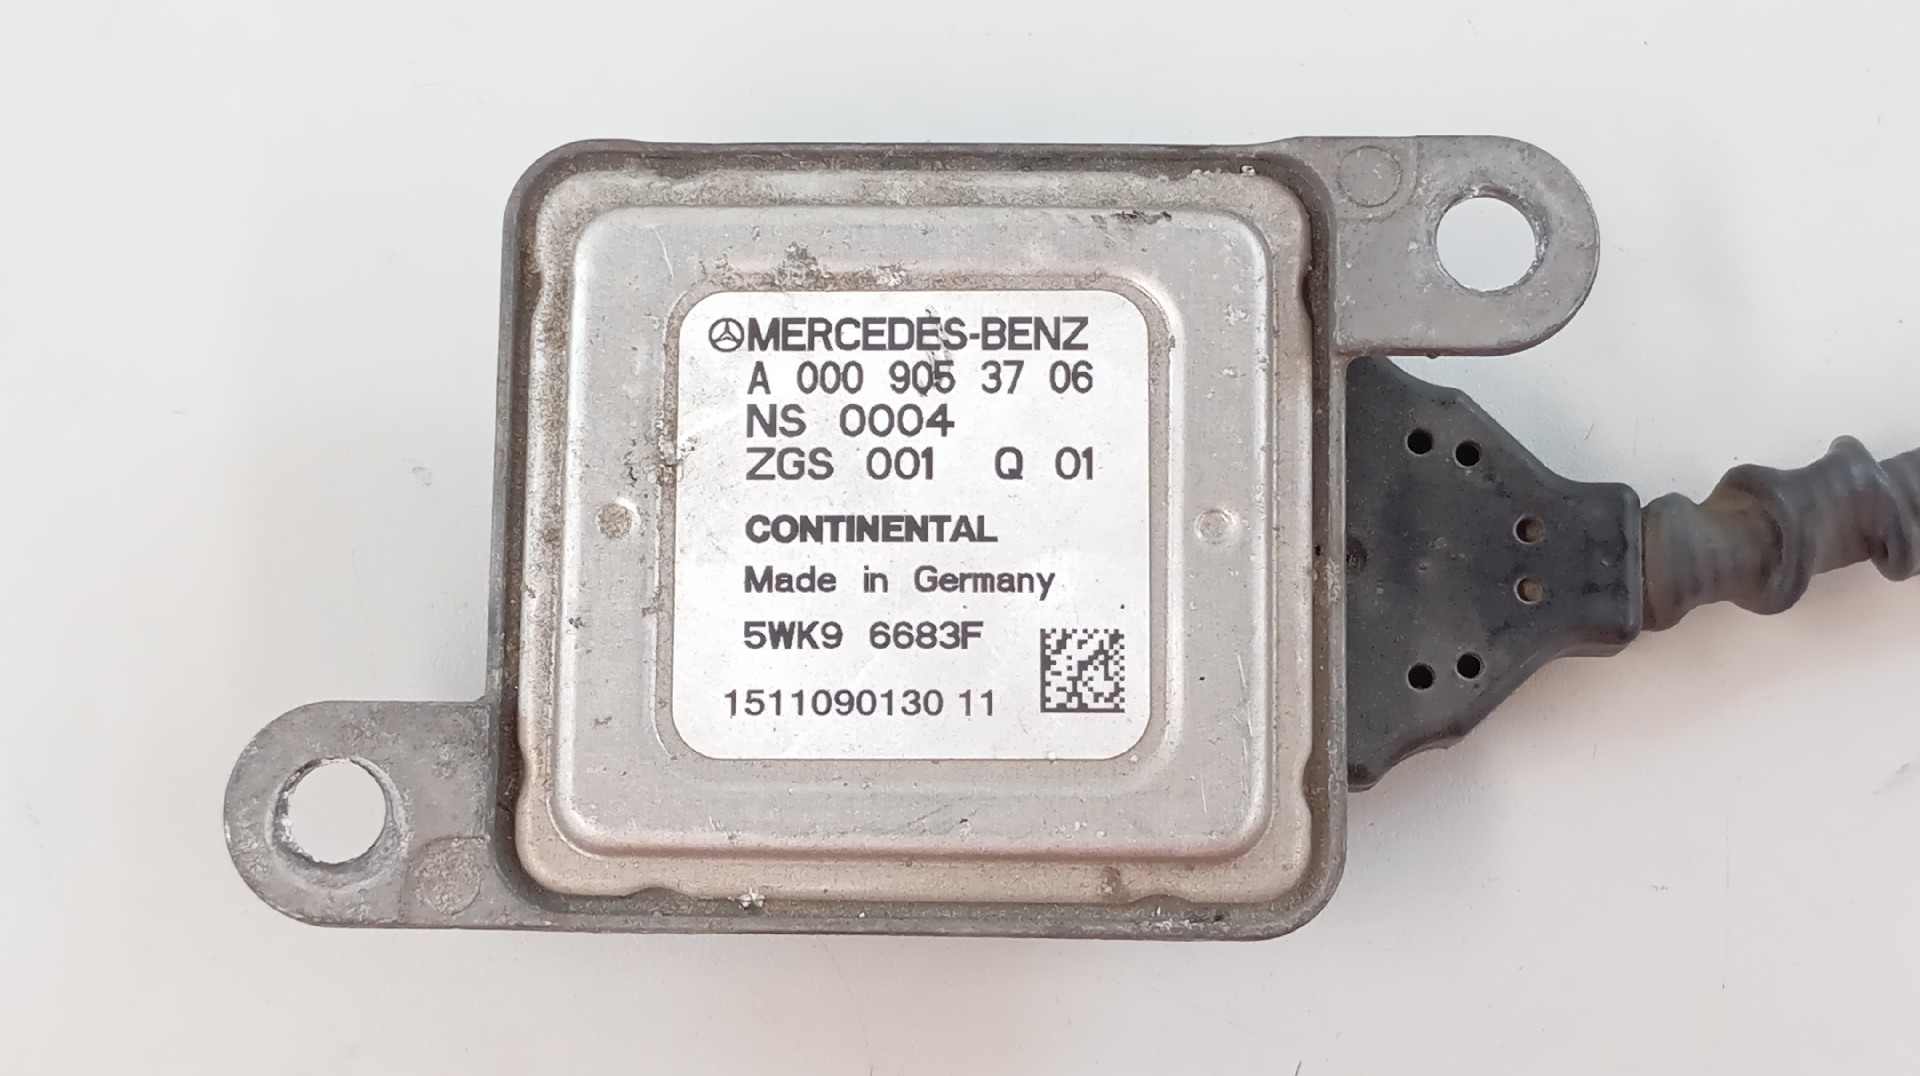 MERCEDES-BENZ
A 000 905 37 06
NS 0004
ZGS 001 Q 01
CONTINENTAL
Made in Germany
5WK9 6683F
1511090130 11